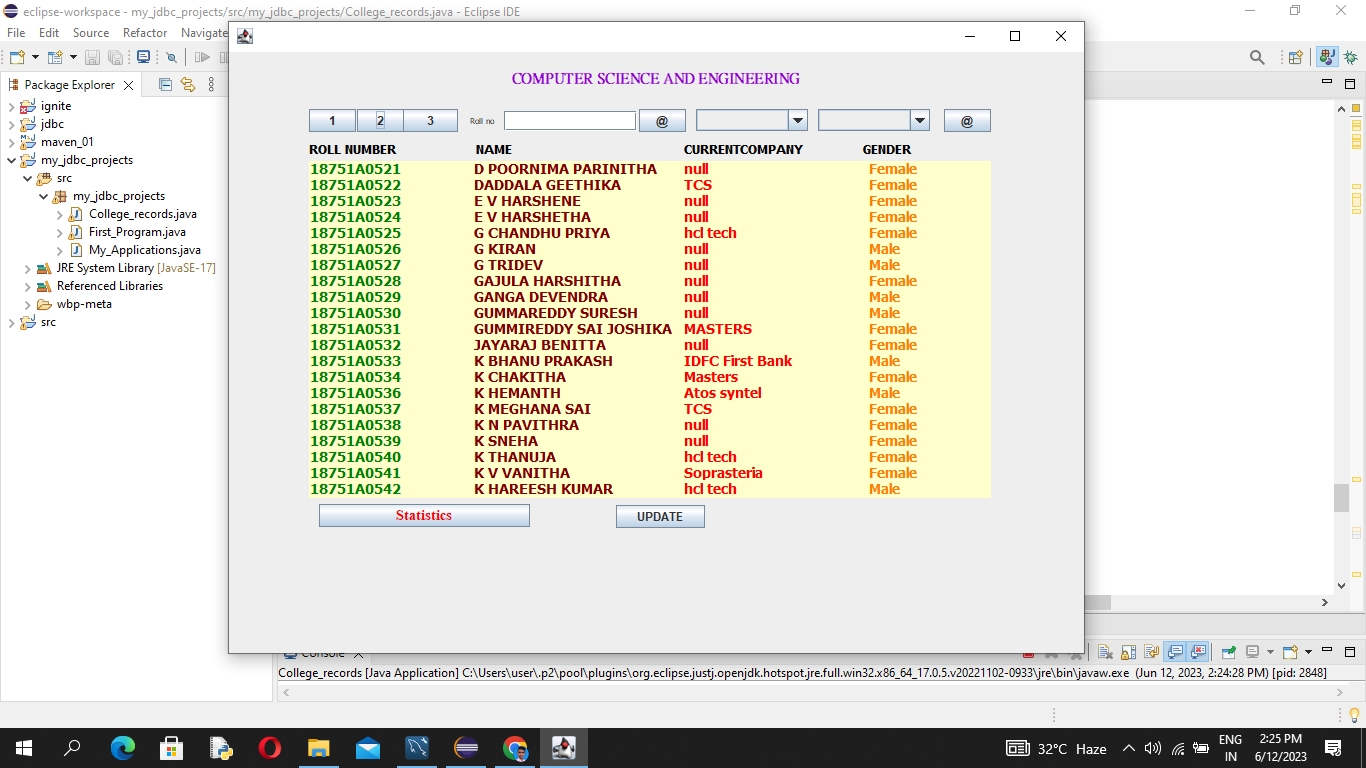 eclipse-workspace - my_jdbc_projects/src/my_jdbc_projects/College_records.java - Eclipse IDE
File Edit Source Refactor Navigate
Package Explorer
ignite
jdbc
maven_01
my_jdbc_projects
src
my_jdbc_projects
College_records.java
First_Program.java
My_Applications.java
JRE System Library [JavaSE-17]
Referenced Libraries
wbp-meta
src
COMPUTER SCIENCE AND ENGINEERING
1 2 3 Roll no @ @
ROLL NUMBER NAME CURRENTCOMPANY GENDER
18751A0521 D POORNIMA PARINITHA null Female
18751A0522 DADDALA GEETHIKA TCS Female
18751A0523 E V HARSHENE null Female
18751A0524 E V HARSHETHA null Female
18751A0525 G CHANDHU PRIYA hcl tech Female
18751A0526 G KIRAN null Male
18751A0527 G TRIDEV null Male
18751A0528 GAJULA HARSHITHA null Female
18751A0529 GANGA DEVENDRA null Male
18751A0530 GUMMAREDDY SURESH null Male
18751A0531 GUMMIREDDY SAI JOSHIKA MASTERS Female
18751A0532 JAYARAJ BENITTA null Female
18751A0533 K BHANU PRAKASH IDFC First Bank Male
18751A0534 K CHAKITHA Masters Female
18751A0536 K HEMANTH Atos syntel Male
18751A0537 K MEGHANA SAI TCS Female
18751A0538 K N PAVITHRA null Female
18751A0539 K SNEHA null Female
18751A0540 K THANUJA hcl tech Female
18751A0541 K V VANITHA Soprasteria Female
18751A0542 K HAREESH KUMAR hcl tech Male
Statistics UPDATE
Console
College_records [Java Application] C:\Users\user\.p2\pool\plugins\org.eclipse.justj.openjdk.hotspot.jre.full.win32.x86_64_17.0.5.v20221102-0933\jre\bin\javaw.exe (Jun 12, 2023, 2:24:28 PM) [pid: 2848]
32°C Haze
ENG
IN
2:25 PM
6/12/2023